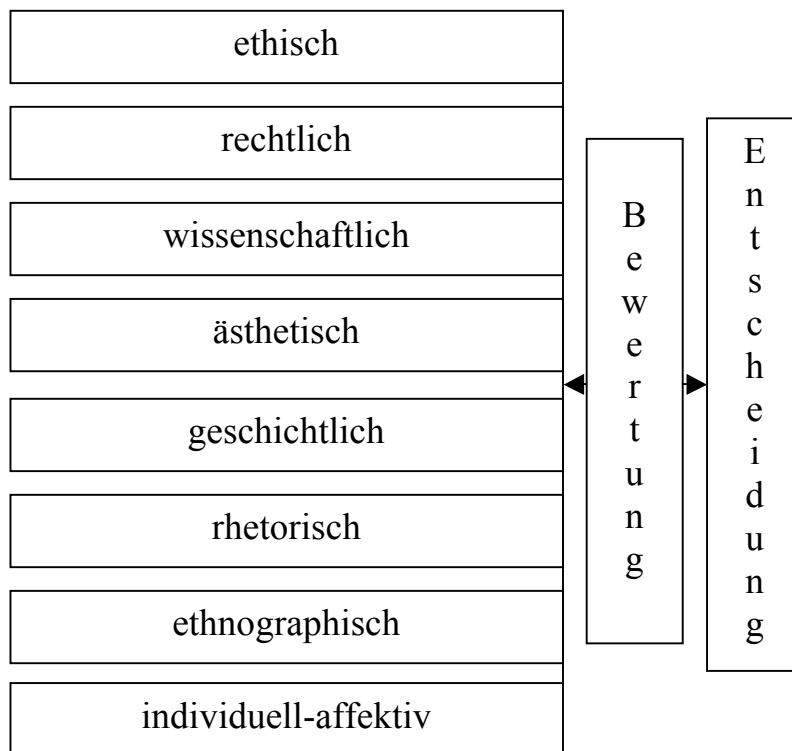 ethisch
rechtlich
wissenschaftlich
ästhetisch
geschichtlich
rhetorisch
ethnographisch
individuell-affektiv
Bewertung
Entscheidung